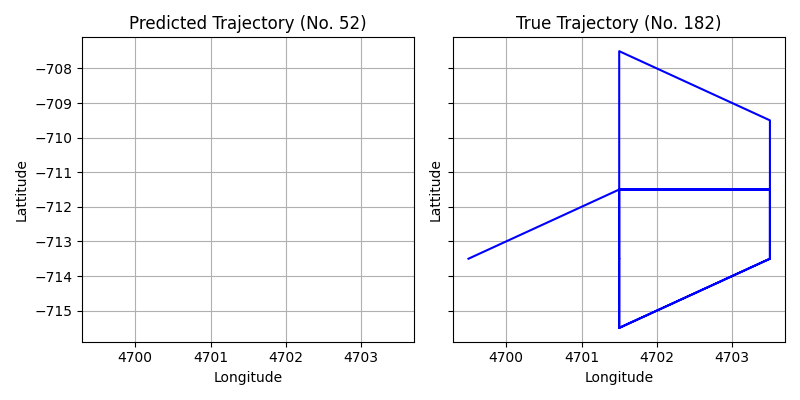 Predicted Trajectory (No. 52)
True Trajectory (No. 182)
−708
−709
−710
−711
−712
−713
−714
−715
Lattitude
Lattitude
4700 4701 4702 4703
4700 4701 4702 4703
Longitude
Longitude